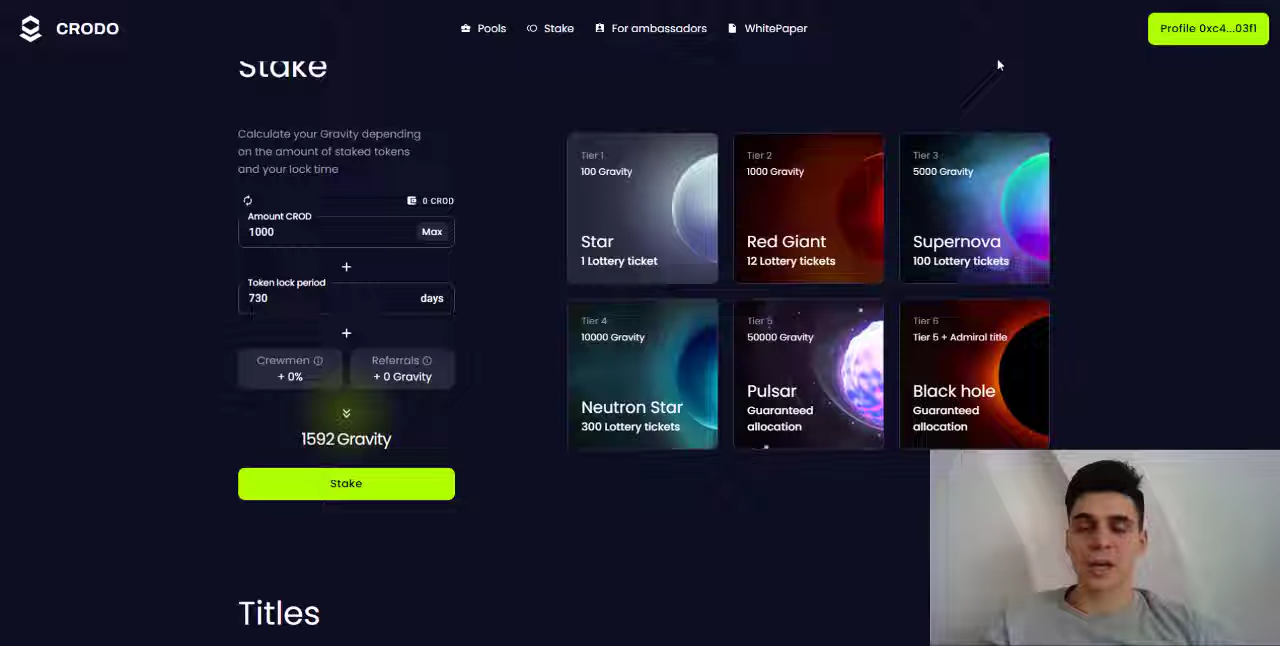 CRODO
Pools
Stake
For ambassadors
WhitePaper
Profile 0xc4...03f1
Stake
Calculate your Gravity depending
on the amount of staked tokens
and your lock time
0 CROD
Amount CROD
1000
Max
+
Token lock period
730
days
+
Crewmen
+ 0%
Referrals
+ 0 Gravity
1592 Gravity
Stake
Tier 1
100 Gravity
Star
1 Lottery ticket
Tier 2
1000 Gravity
Red Giant
12 Lottery tickets
Tier 3
5000 Gravity
Supernova
100 Lottery tickets
Tier 4
10000 Gravity
Neutron Star
300 Lottery tickets
Tier 5
50000 Gravity
Pulsar
Guaranteed
allocation
Tier 6
Tier 5 + Admiral title
Black hole
Guaranteed
allocation
Titles